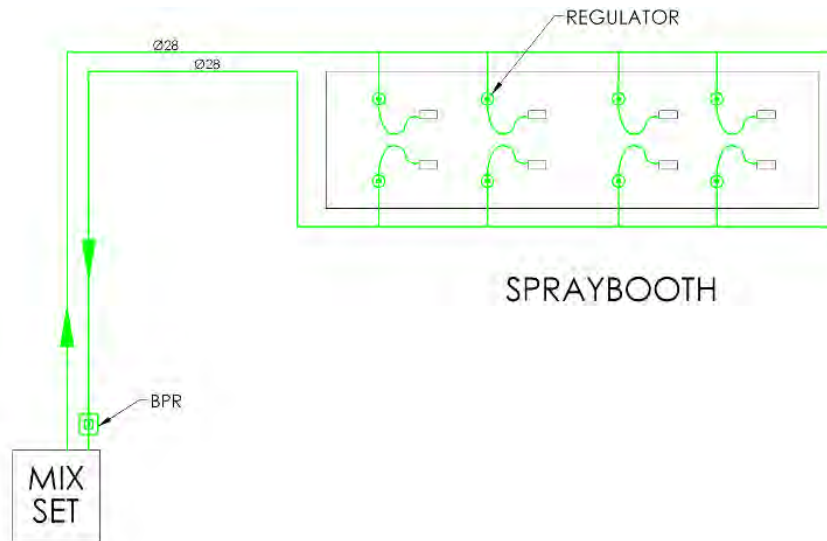 REGULATOR
Ø28
Ø28
SPRAYBOOTH
BPR
MIX
SET